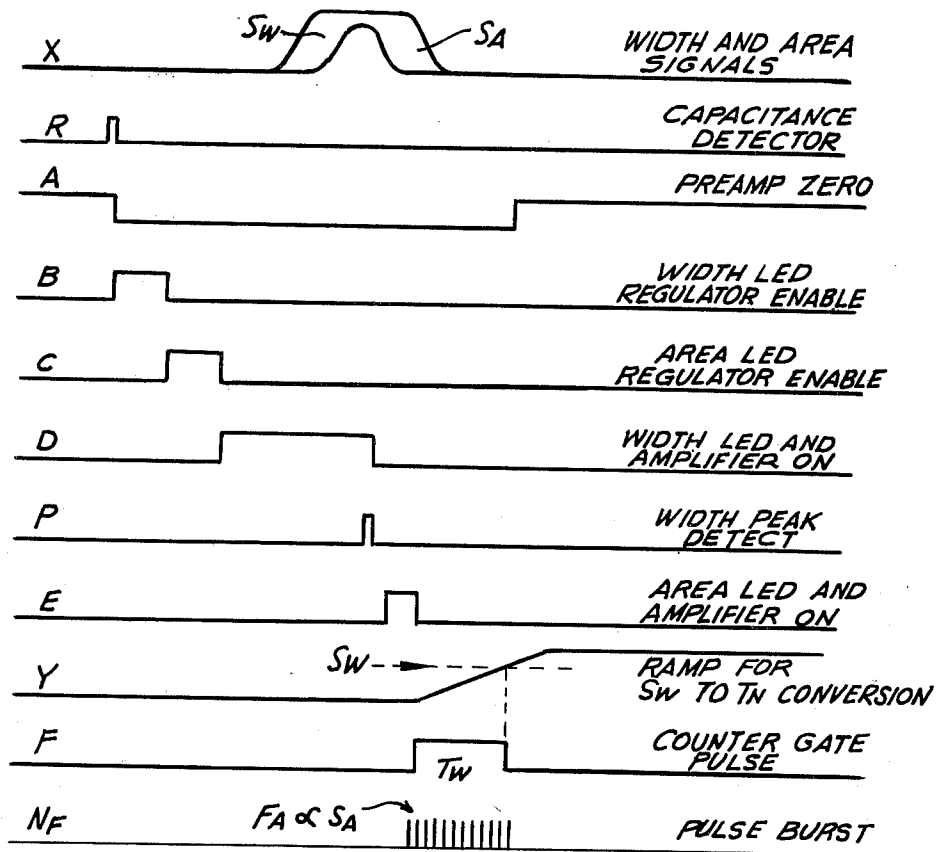 X
Sw
SA
WIDTH AND AREA
SIGNALS
R
CAPACITANCE
DETECTOR
A
PREAMP ZERO
B
WIDTH LED
REGULATOR ENABLE
C
AREA LED
REGULATOR ENABLE
D
WIDTH LED AND
AMPLIFIER ON
P
WIDTH PEAK
DETECT
E
AREA LED AND
AMPLIFIER ON
Y
Sw
RAMP FOR
Sw TO TN CONVERSION
F
Tw
COUNTER GATE
PULSE
NF
FA ∝ SA
PULSE BURST